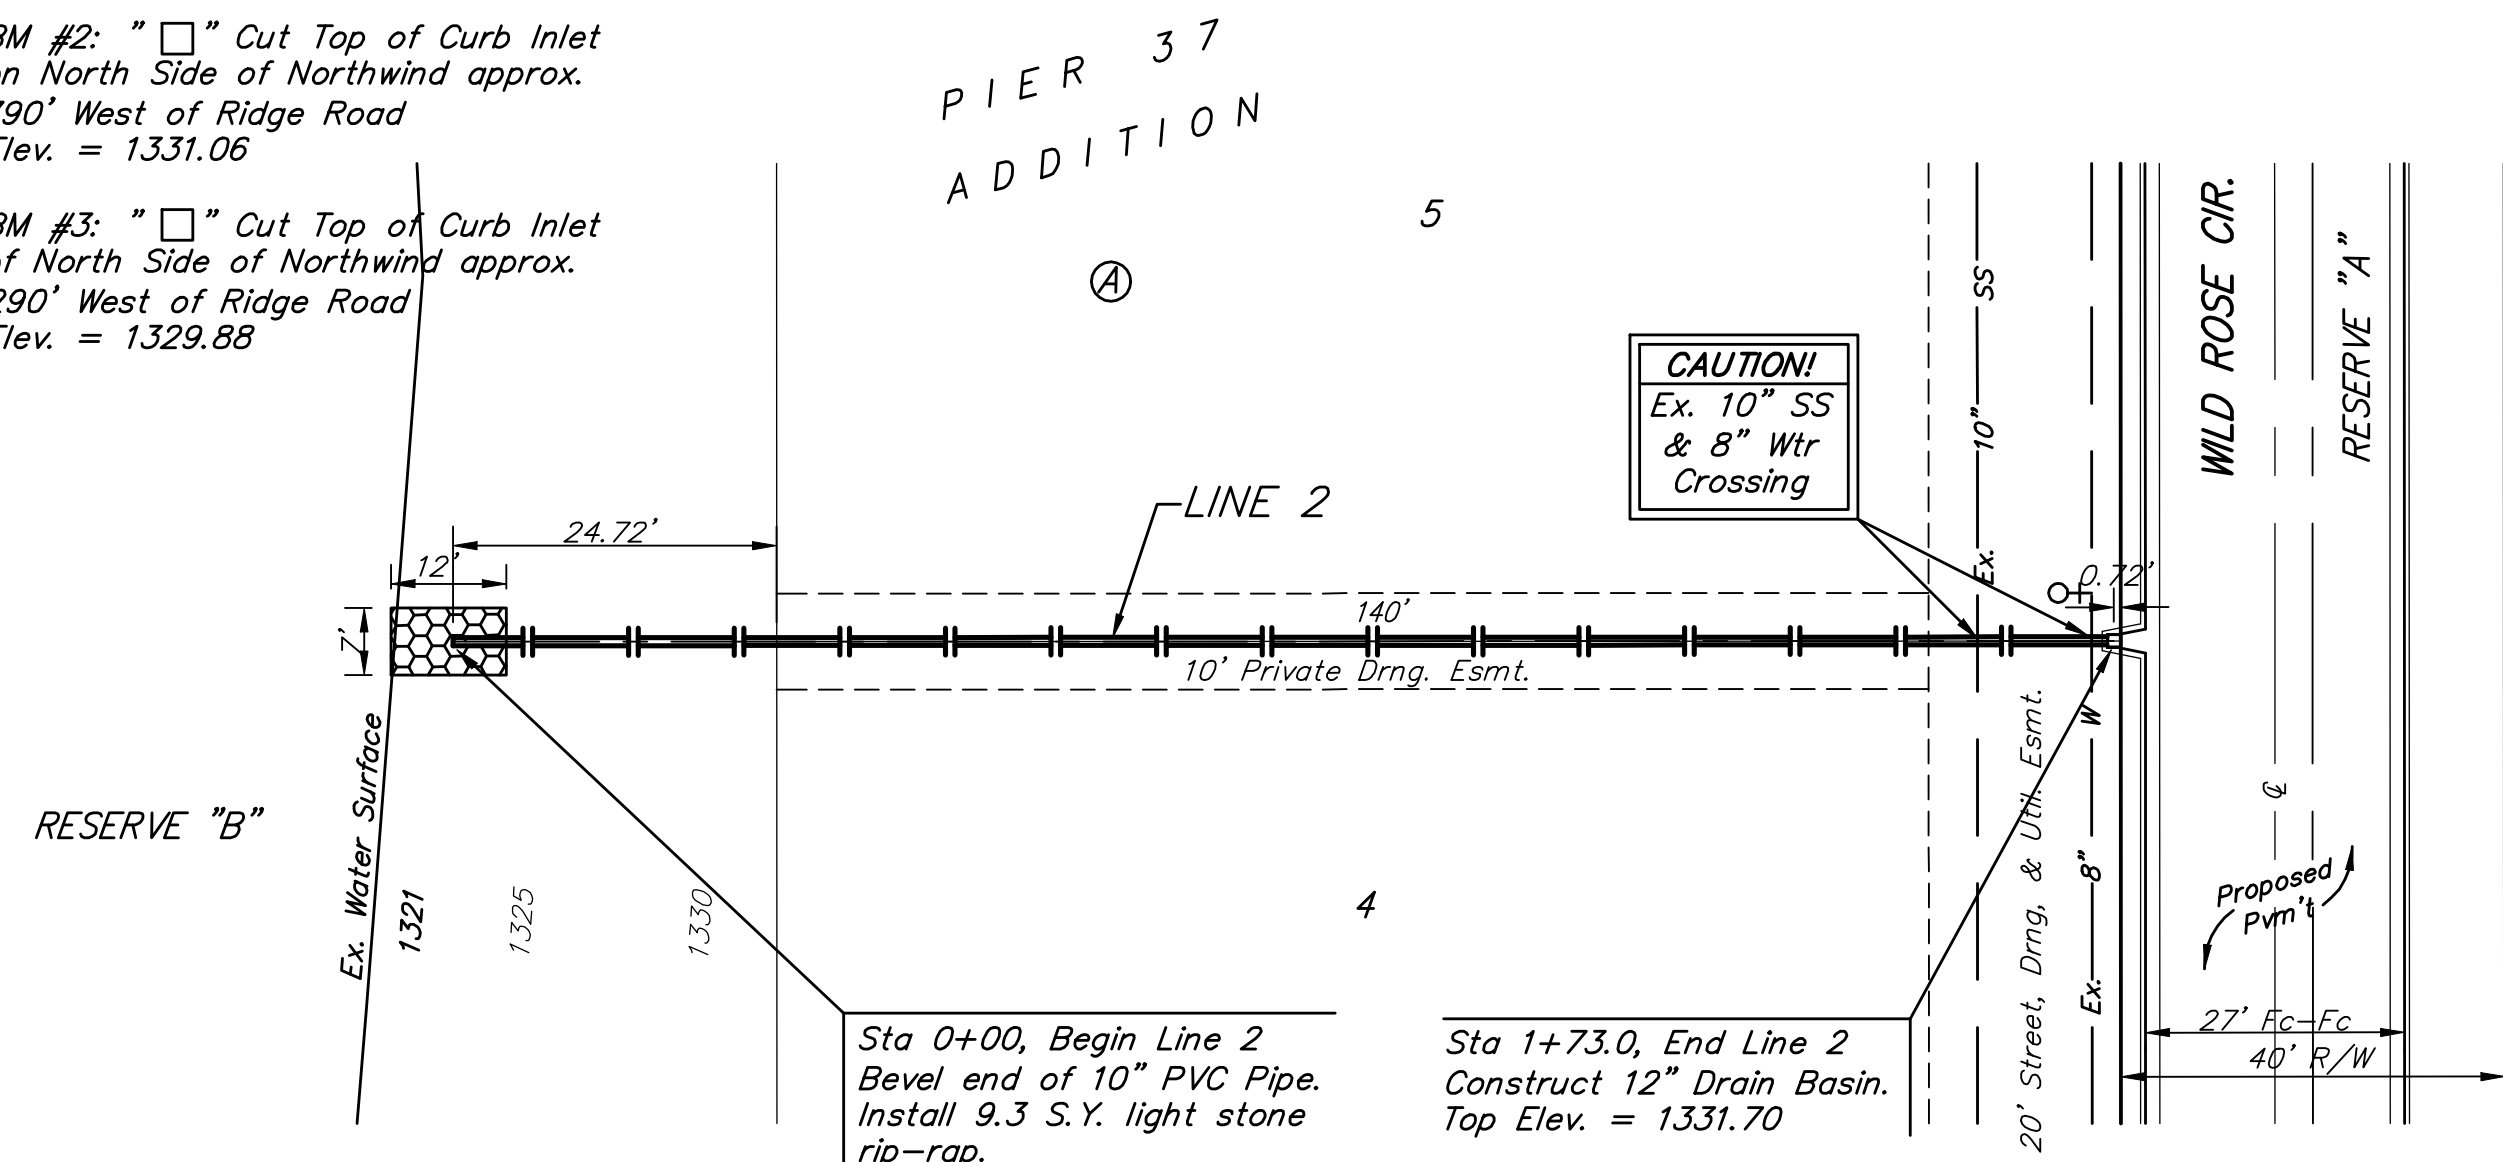 BM #2: "□" Cut Top of Curb Inlet
on North Side of Northwind approx.
790' West of Ridge Road
Elev. = 1331.06
BM #3: "□" Cut Top of Curb Inlet
of North Side of Northwind approx.
290' West of Ridge Road
Elev. = 1329.88
PIER 37
ADDITION
5
A
SS
10"
Ex.
WILD ROSE CIR.
RESERVE "A"
CAUTION!
Ex. 10" SS
& 8" Wtr
Crossing
LINE 2
24.72'
12'
7'
140'
0.72'
10' Private Drng. Esmt.
RESERVE "B"
Ex. Water Surface
1321
1325
1330
4
W
8"
Ex.
20' Street, Drng, & Util. Esmt.
℄
Proposed
Pvm't
27' Fc-Fc
40' R/W
Sta 0+00, Begin Line 2
Bevel end of 10" PVC Pipe.
Install 9.3 S.Y. light stone
rip-rap.
Sta 1+73.0, End Line 2
Construct 12" Drain Basin.
Top Elev. = 1331.70